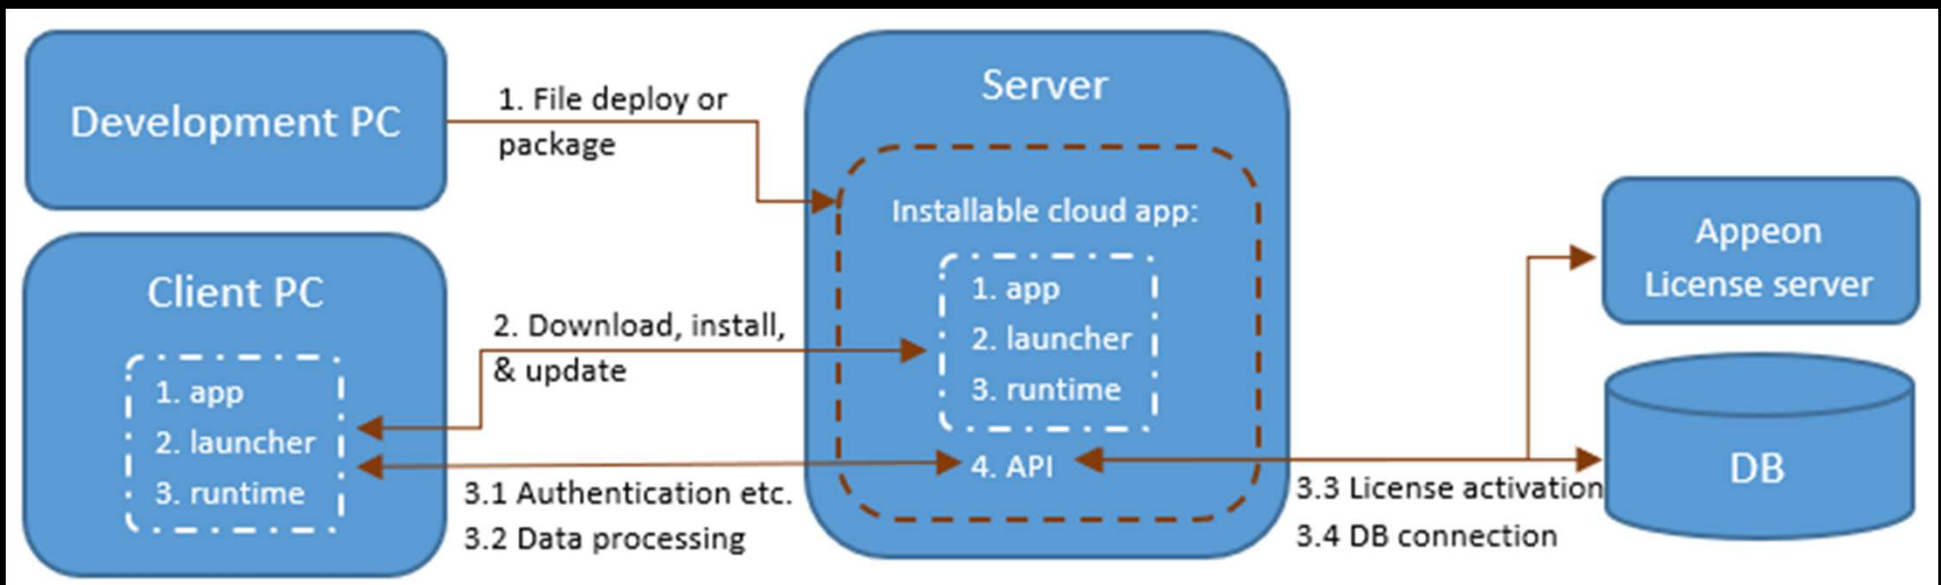 Development PC
1. File deploy or
package
Client PC
1. app
2. launcher
3. runtime
2. Download, install,
& update
3.1 Authentication etc.
3.2 Data processing
Server
Installable cloud app:
1. app
2. launcher
3. runtime
4. API
3.3 License activation
3.4 DB connection
Appeon
License server
DB